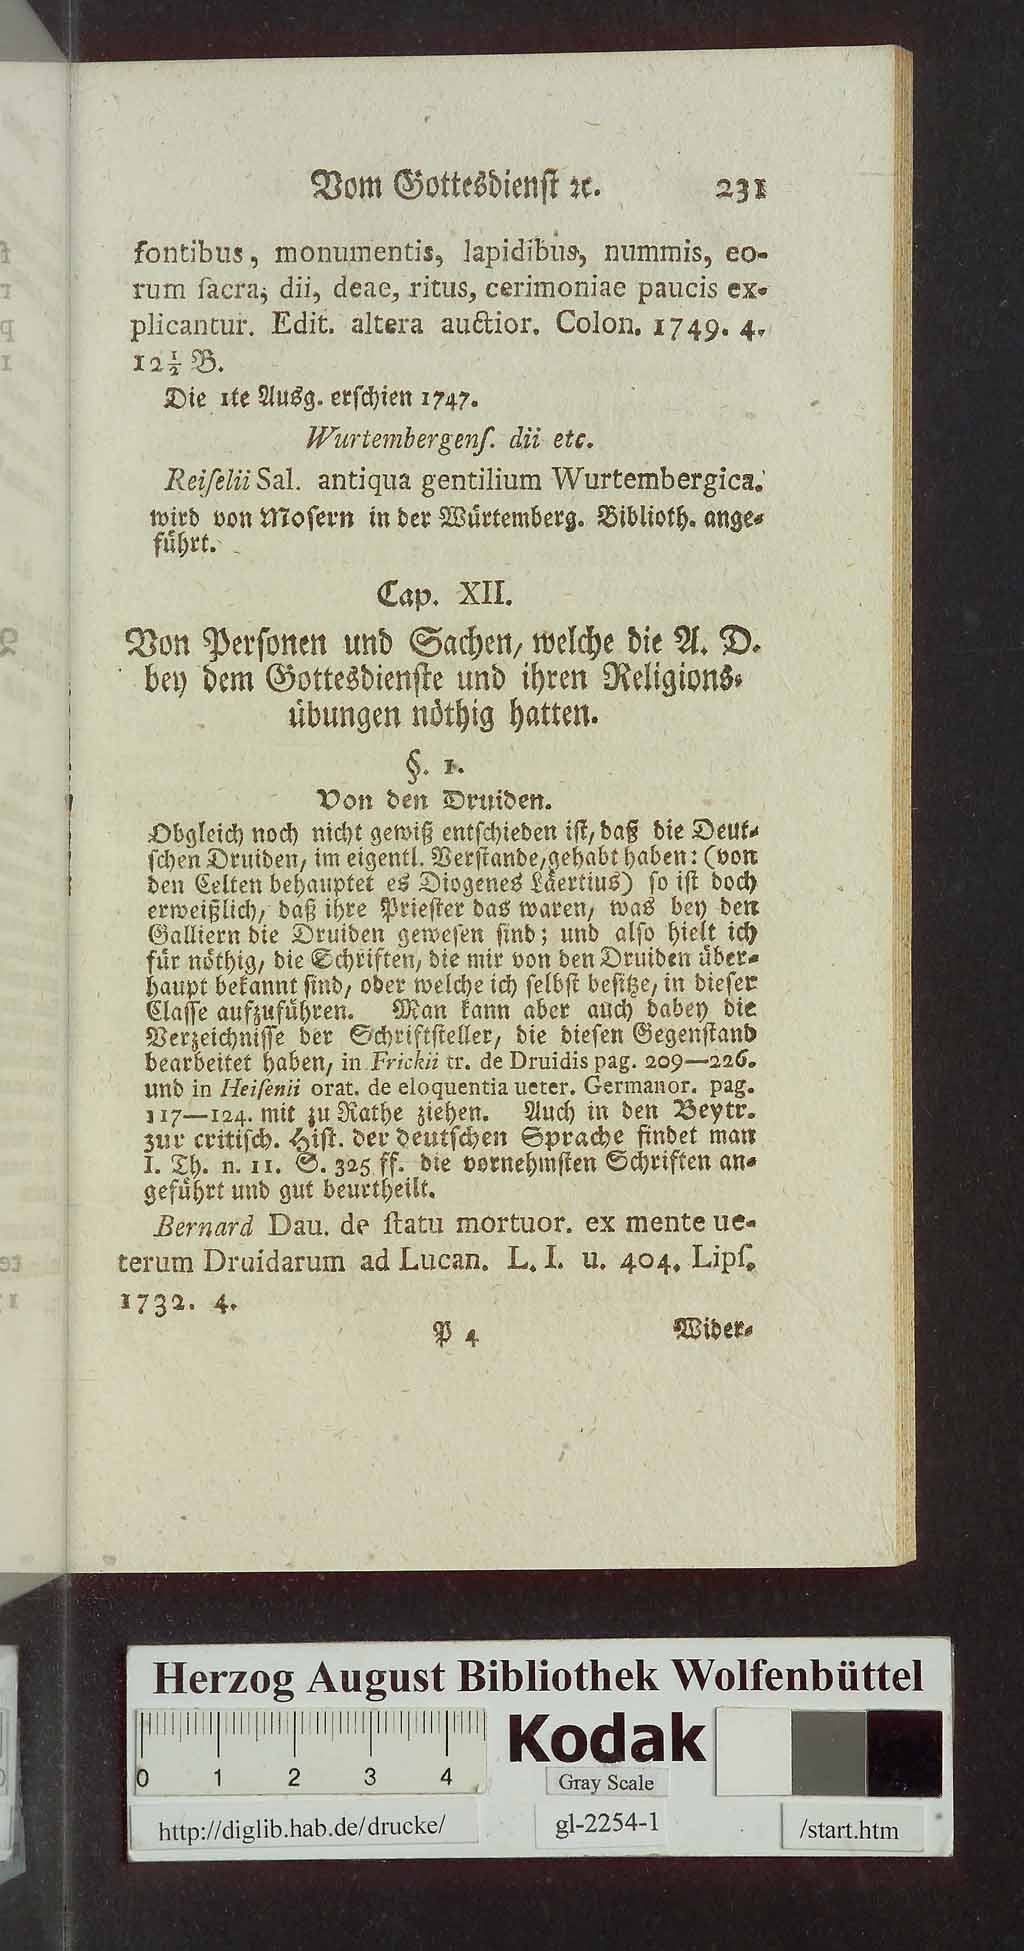 Vom Gottesdienst ꝛc. 231
fontibus, monumentis, lapidibus, nummis, eo-
rum ſacra, dii, deae, ritus, cerimoniae paucis ex-
plicantur. Edit. altera auctior. Colon. 1749. 4.
12½ B.
Die 1te Ausg. erſchien 1747.
Wurtembergenſ. dii etc.
Reiſelii Sal. antiqua gentilium Wurtembergica.
wird von Moſern in der Würtemberg. Biblioth. ange-
führt.
Cap. XII.
Von Perſonen und Sachen, welche die A. D.
bey dem Gottesdienſte und ihren Religions-
übungen nöthig hatten.
§. 1.
Von den Druiden.
Obgleich noch nicht gewiß entſchieden iſt, daß die Deut-
ſchen Druiden, im eigentl. Verſtande, gehabt haben: (von
den Celten behauptet es Diogenes Läertius) ſo iſt doch
erweißlich, daß ihre Prieſter das waren, was bey den
Galliern die Druiden geweſen ſind; und alſo hielt ich
für nöthig, die Schriften, die mir von den Druiden über-
haupt bekannt ſind, oder welche ich ſelbſt beſitze, in dieſer
Claſſe aufzuführen. Man kann aber auch dabey die
Verzeichniſſe der Schriftſteller, die dieſen Gegenſtand
bearbeitet haben, in Frickii tr. de Druidis pag. 209—226.
und in Heiſenii orat. de eloquentia ueter. Germanor. pag.
117—124. mit zu Rathe ziehen. Auch in den Beytr.
zur critiſch. Hiſt. der deutſchen Sprache findet man
I. Th. n. 11. S. 325 ff. die vornehmſten Schriften an-
geführt und gut beurtheilt.
Bernard Dau. de ſtatu mortuor. ex mente ue-
terum Druidarum ad Lucan. L. I. u. 404. Lipſ.
1732. 4.
P 4 Wider-
Herzog August Bibliothek Wolfenbüttel
0 1 2 3 4
Kodak
Gray Scale
http://diglib.hab.de/drucke/ gl-2254-1 /start.htm